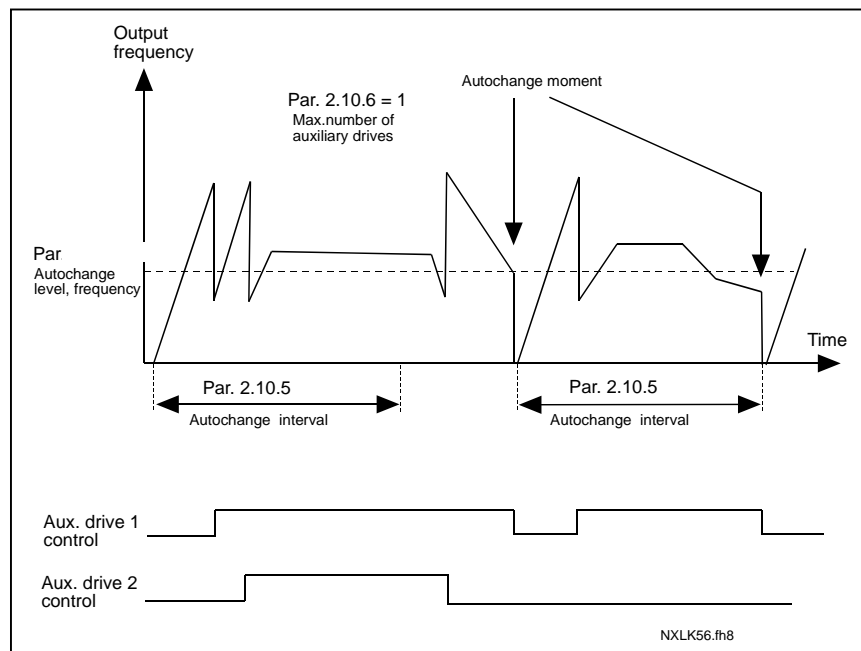 Output
frequency
Autochange moment
Par. 2.10.6 = 1
Max.number of
auxiliary drives
Par
Autochange
level, frequency
Time
Par. 2.10.5
Autochange interval
Par. 2.10.5
Autochange interval
Aux. drive 1
control
Aux. drive 2
control
NXLK56.fh8